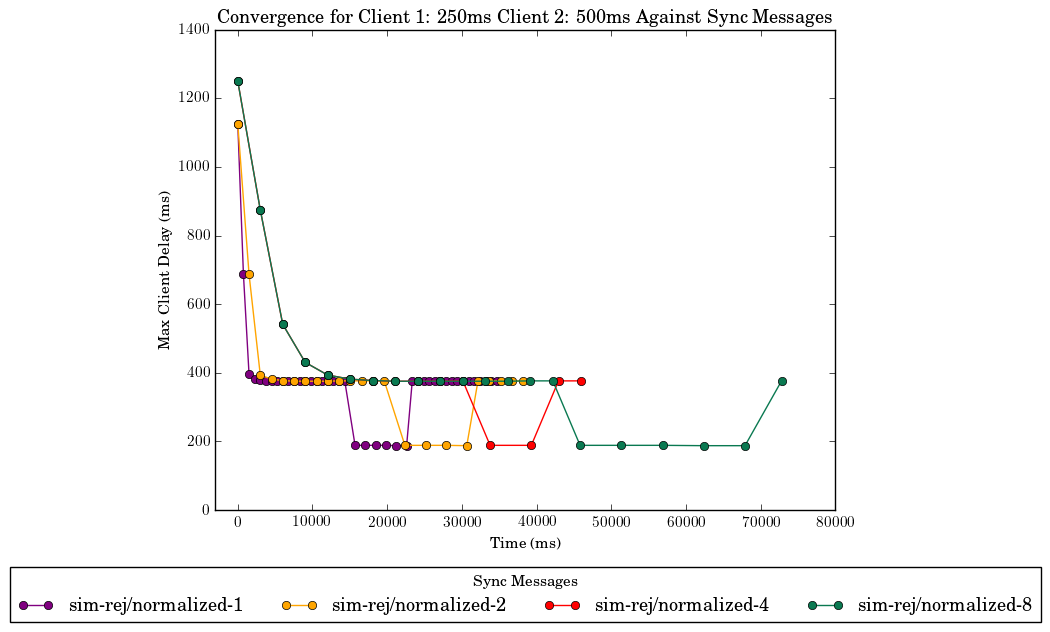 Convergence for Client 1: 250ms Client 2: 500ms Against Sync Messages
1400
1200
1000
800
600
400
200
0
Max Client Delay (ms)
0 10000 20000 30000 40000 50000 60000 70000 80000
Time (ms)
Sync Messages
sim-rej/normalized-1 sim-rej/normalized-2 sim-rej/normalized-4 sim-rej/normalized-8